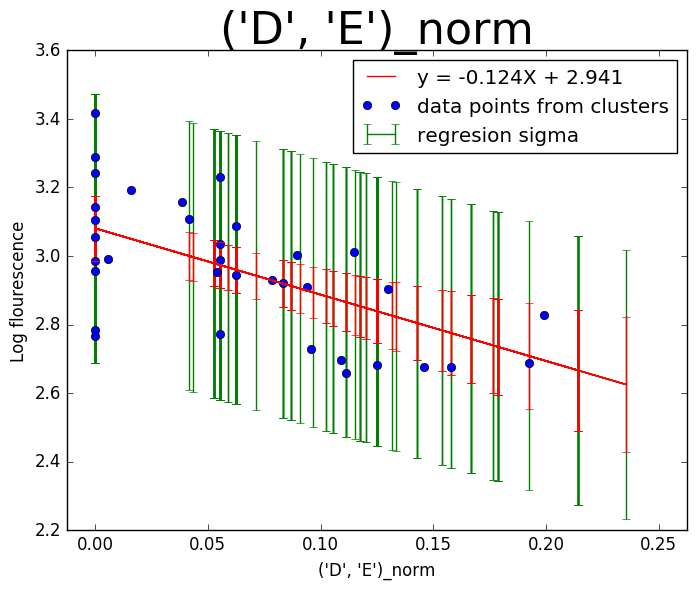 ('D', 'E')_norm
3.6
3.4
3.2
3.0
2.8
2.6
2.4
2.2
Log flourescence
y = -0.124X + 2.941
data points from clusters
regresion sigma
0.00 0.05 0.10 0.15 0.20 0.25
('D', 'E')_norm